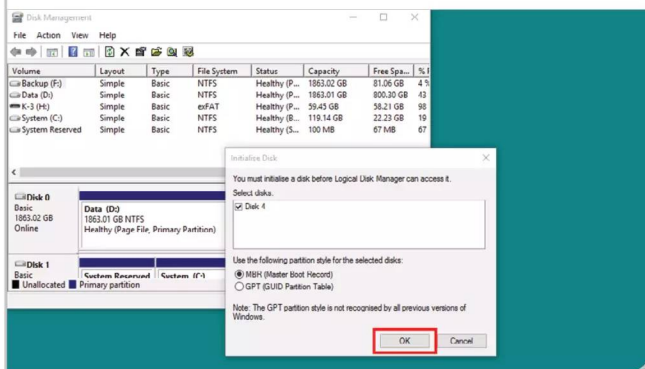 Disk Management
File Action View Help
Volume Layout Type File System Status Capacity Free Spa... % F
Backup (F:) Simple Basic NTFS Healthy (P... 1863.02 GB 81.06 GB 4 %
Data (D:) Simple Basic NTFS Healthy (P... 1863.01 GB 800.30 GB 43
K-3 (H:) Simple Basic exFAT Healthy (P... 59.45 GB 58.21 GB 98
System (C:) Simple Basic NTFS Healthy (B... 119.14 GB 22.23 GB 19
System Reserved Simple Basic NTFS Healthy (S... 100 MB 67 MB 67
Disk 0
Basic
1863.02 GB
Online
Data (D:)
1863.01 GB NTFS
Healthy (Page File, Primary Partition)
Disk 1
Basic
System Reserved System (C:)
Unallocated Primary partition
Initialise Disk
You must initialise a disk before Logical Disk Manager can access it.
Select disks:
Disk 4
Use the following partition style for the selected disks:
MBR (Master Boot Record)
GPT (GUID Partition Table)
Note: The GPT partition style is not recognised by all previous versions of
Windows.
OK Cancel